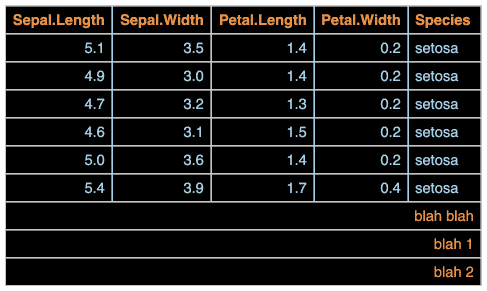 Sepal.Length Sepal.Width Petal.Length Petal.Width Species
5.1 3.5 1.4 0.2 setosa
4.9 3.0 1.4 0.2 setosa
4.7 3.2 1.3 0.2 setosa
4.6 3.1 1.5 0.2 setosa
5.0 3.6 1.4 0.2 setosa
5.4 3.9 1.7 0.4 setosa
blah blah
blah 1
blah 2